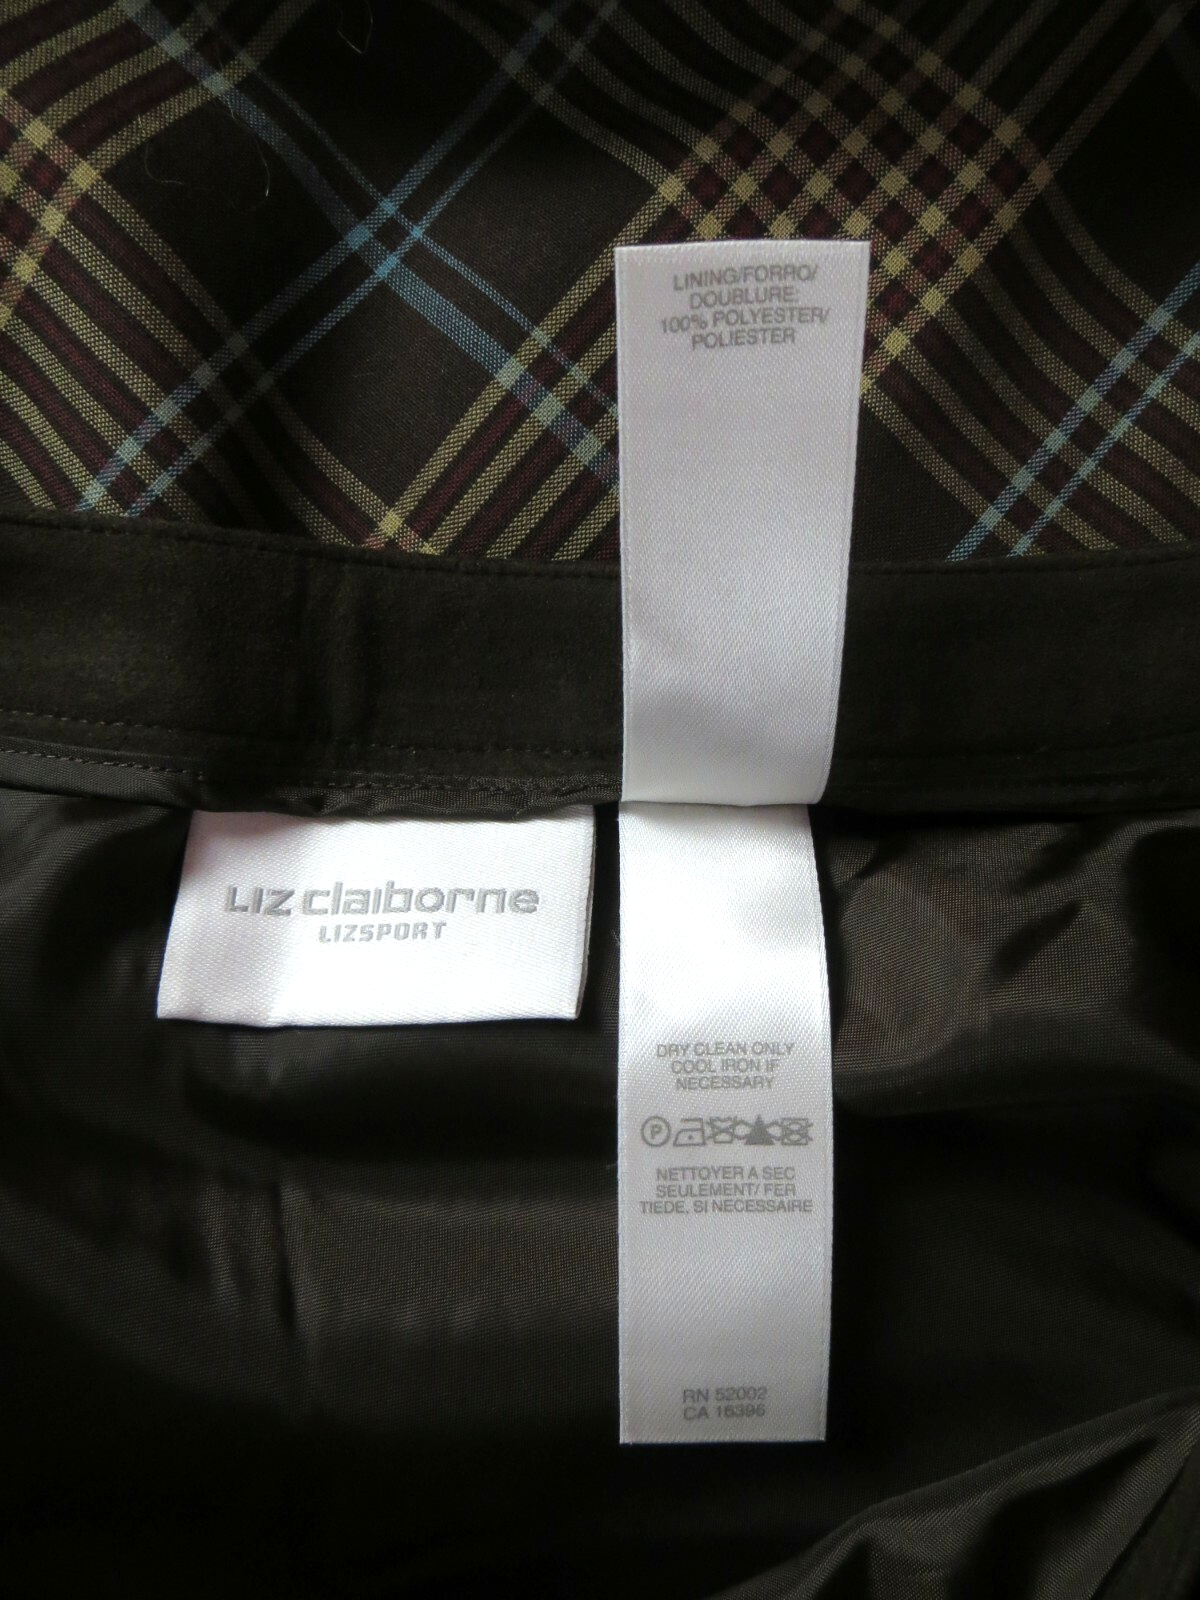 LINING/FORRO/
DOUBLURE:
100% POLYESTER/
POLIESTER
LIZ claiborne
LIZSPORT
DRY CLEAN ONLY
COOL IRON IF
NECESSARY
P
NETTOYER A SEC
SEULEMENT/ FER
TIEDE, SI NECESSAIRE
RN 52002
CA 16396